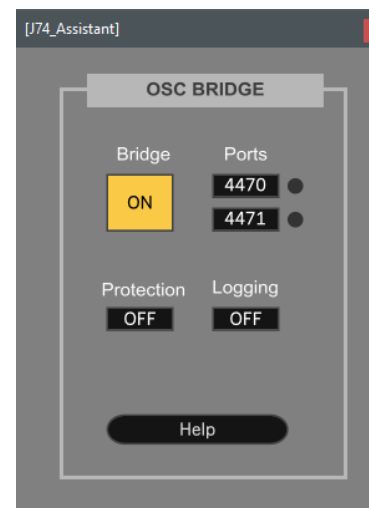 [J74_Assistant]
OSC BRIDGE
Bridge Ports
ON
4470
4471
Protection Logging
OFF OFF
Help